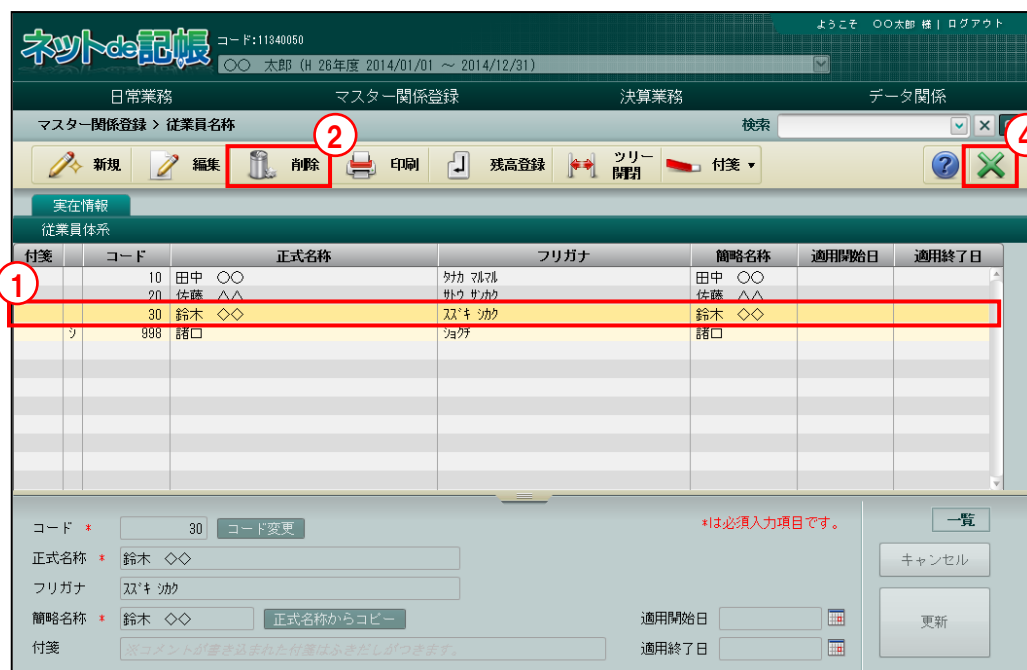 ようこそ 〇〇太郎 様 | ログアウト
ネットde記帳 コード:11340050
〇〇 太郎 (H 26年度 2014/01/01 ～ 2014/12/31)
日常業務 マスター関係登録 決算業務 データ関係
マスター関係登録 > 従業員名称 検索
② ④
新規 編集 削除 印刷 残高登録 ツリー開閉 付箋 ▼
実在情報
従業員体系
付箋 コード 正式名称 フリガナ 簡略名称 適用開始日 適用終了日
①
10 田中 〇〇 ﾀﾅｶ ﾏﾙﾏﾙ 田中 〇〇
20 佐藤 △△ ｻﾄｳ ｻﾝｶｸ 佐藤 △△
30 鈴木 ◇◇ ｽｽﾞｷ ｼｶｸ 鈴木 ◇◇
ｼ 998 諸口 ｼｮｸﾁ 諸口
コード * 30 コード変更 *は必須入力項目です。 一覧
正式名称 * 鈴木 ◇◇ キャンセル
フリガナ ｽｽﾞｷ ｼｶｸ
簡略名称 * 鈴木 ◇◇ 正式名称からコピー 適用開始日 更新
付箋 ※コメントが書き込まれた付箋はふきだしがつきます。 適用終了日